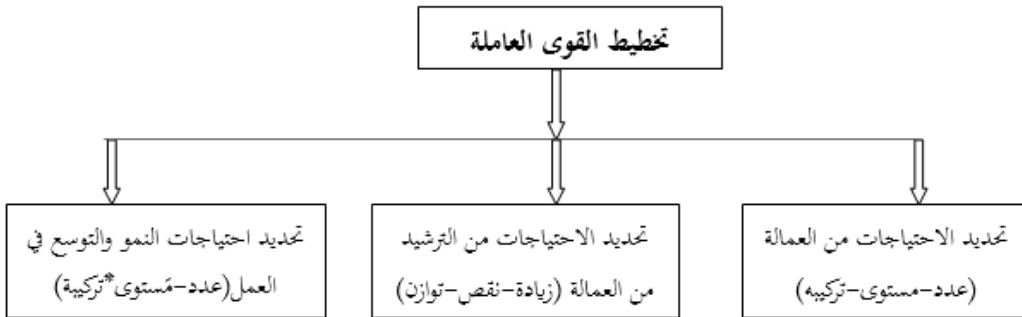 تخطيط القوى العاملة
تحديد الاحتياجات من العمالة
(عدد-مستوى-تركيبه)
تحديد الاحتياجات من الترشيد
من العمالة (زيادة-نقص-توازن)
تحديد احتياجات النمو والتوسع في
العمل(عدد-مَستوى*تركيبة)